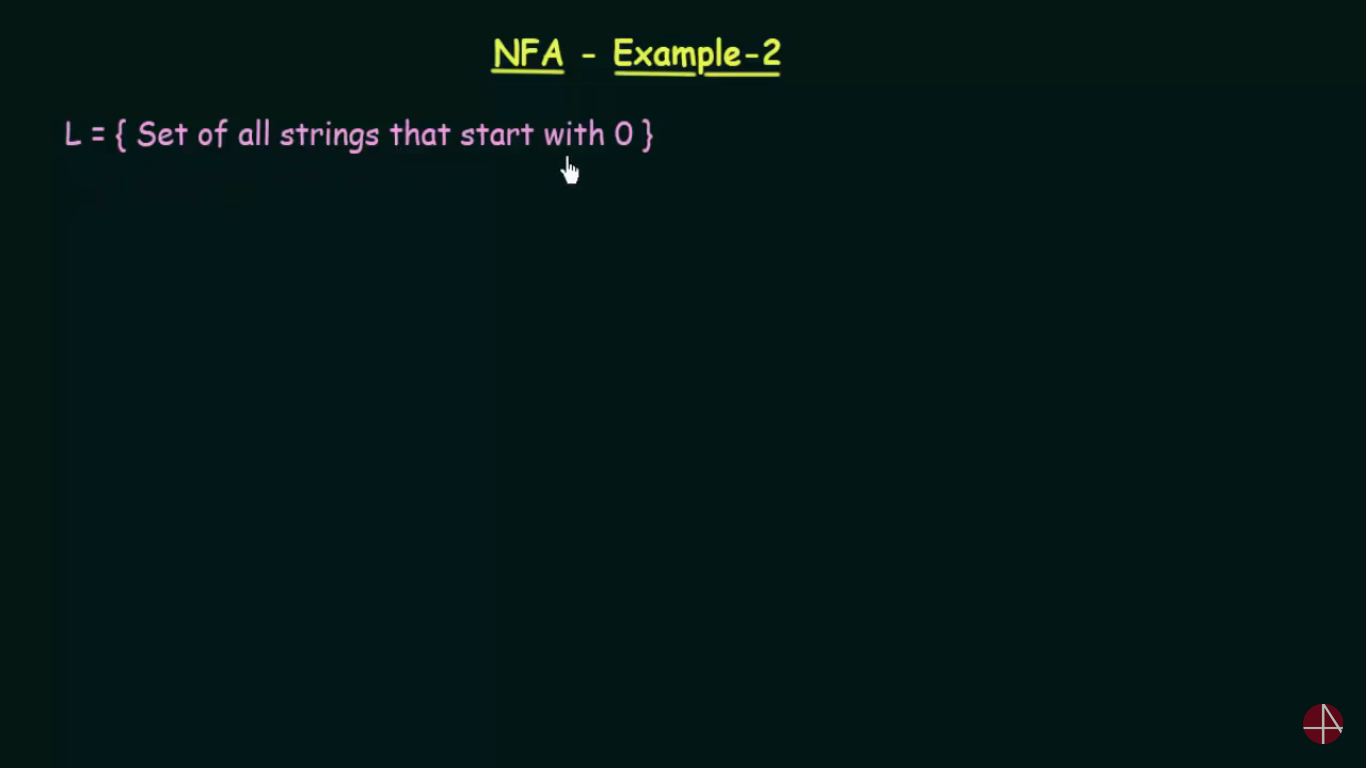 NFA - Example-2
L = { Set of all strings that start with 0 }